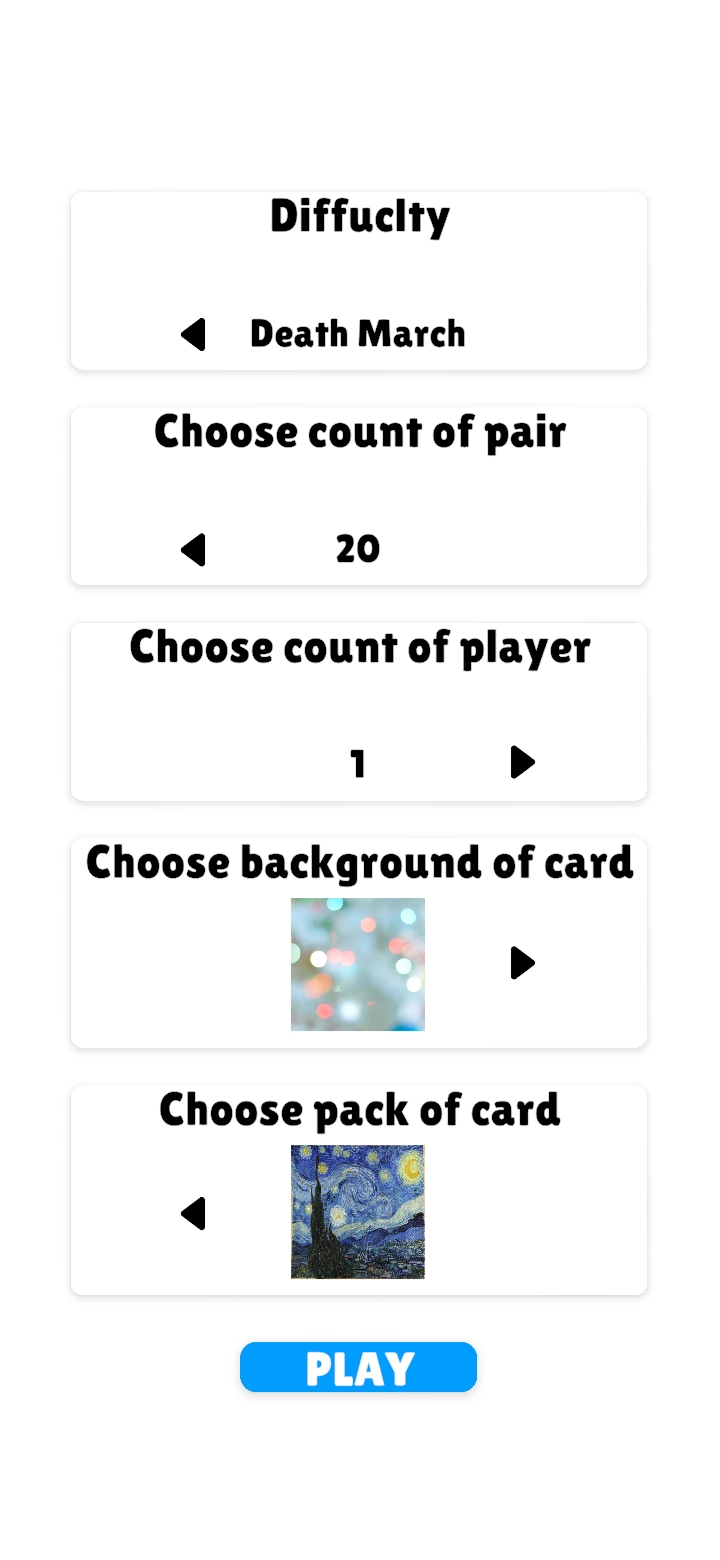 Diffuclty
Death March
Choose count of pair
20
Choose count of player
1
Choose background of card
Choose pack of card
PLAY